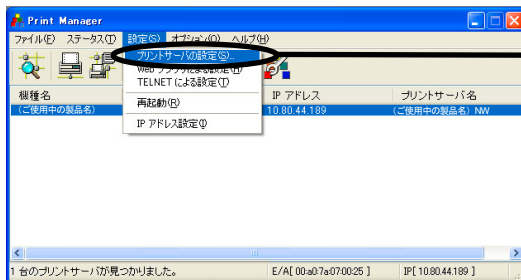 Print Manager
ファイル(F) ステータス(T) 設定(S) オプション(O) ヘルプ(H)
プリントサーバの設定(S)...
Web ブラウザによる設定(H)
TELNET による設定(T)
再起動(R)
IP アドレス設定(I)
機種名 IP アドレス プリントサーバ名
(ご使用中の製品名) 10.80.44.189 (ご使用中の製品名) NW
1 台のプリントサーバが見つかりました。 E/A[ 00:a0:7a:07:00:25 ] IP[ 10.80.44.189 ]